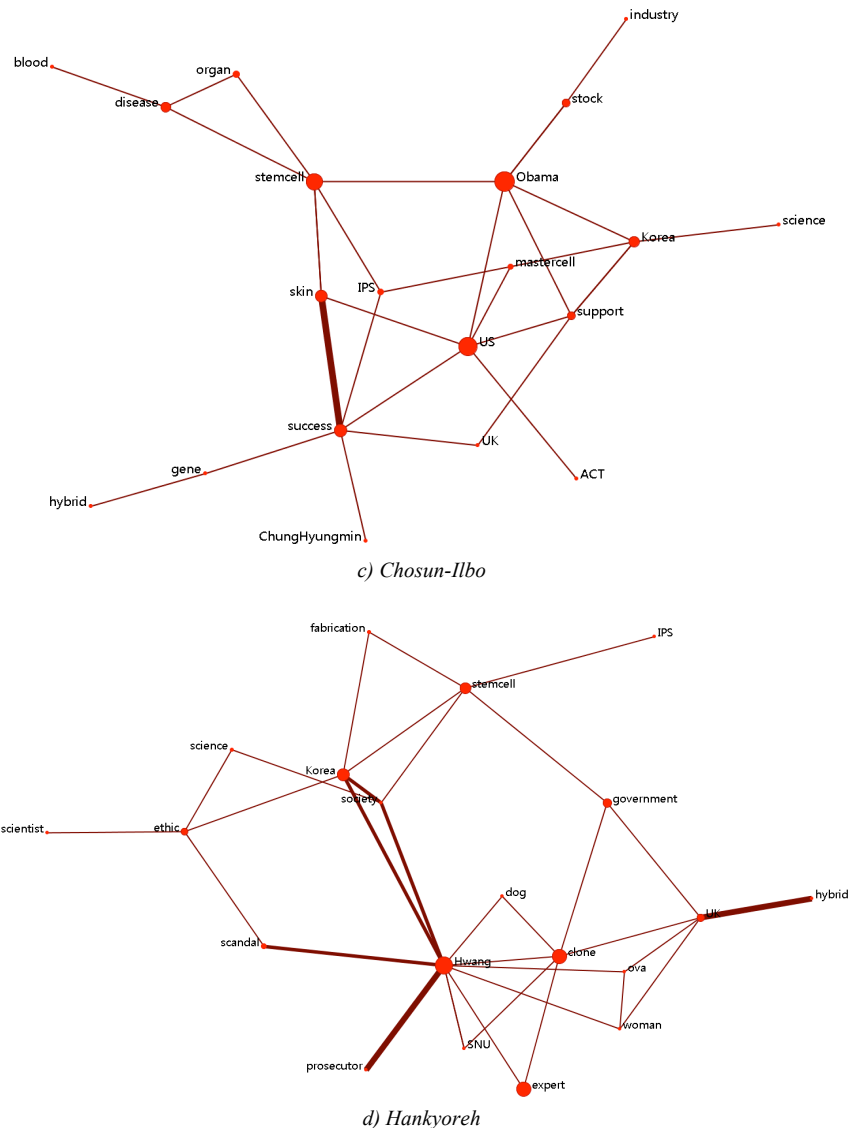 industry
blood
organ
disease
stock
stemcell
Obama
science
Korea
mastercell
skin
IPS
support
US
success
UK
gene
ACT
hybrid
ChungHyungmin
c) Chosun-Ilbo
fabrication
IPS
stemcell
science
Korea
society
government
scientist
ethic
dog
hybrid
UK
scandal
Hwang
clone
ova
woman
SNU
prosecutor
expert
d) Hankyoreh